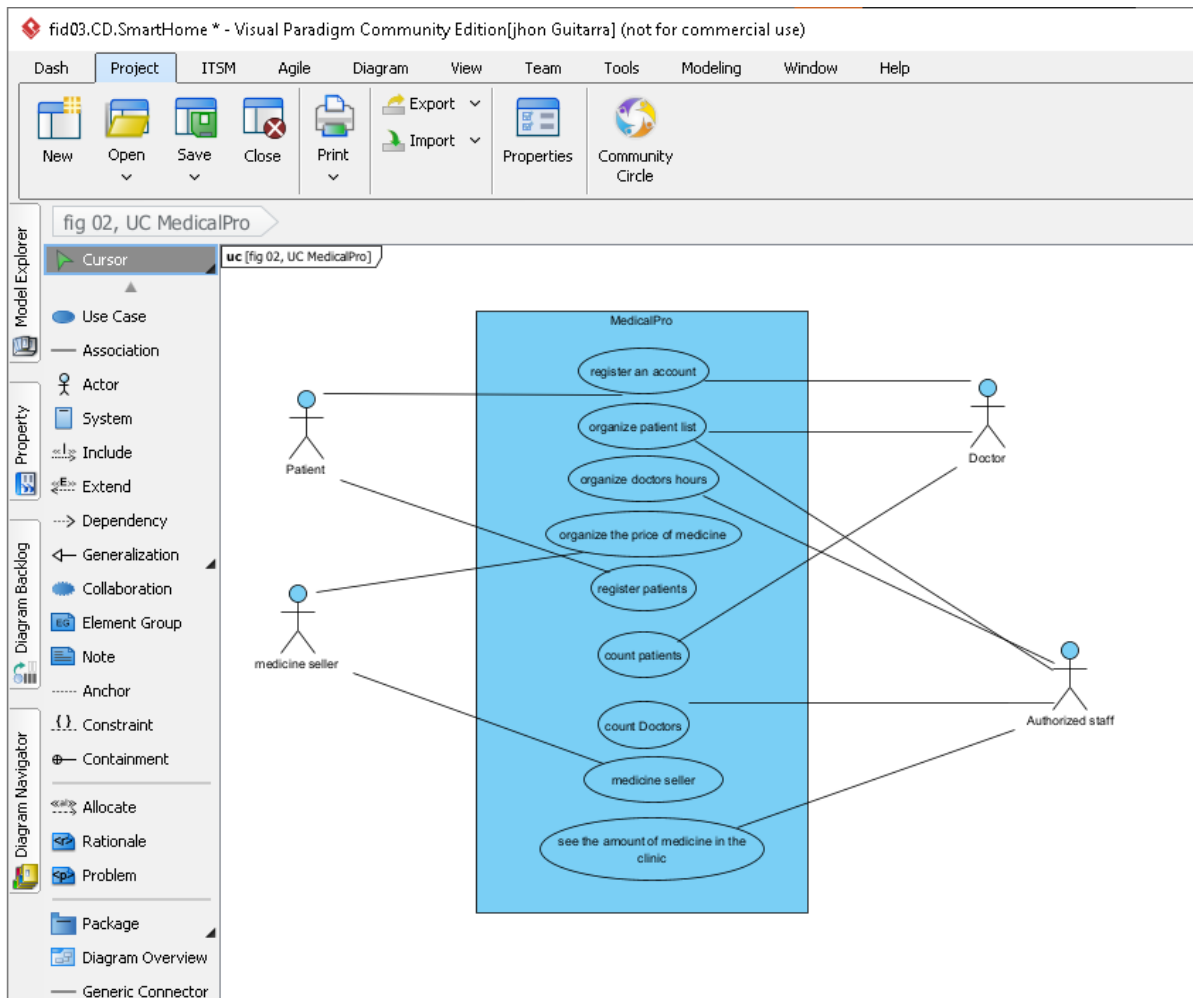 fid03.CD.SmartHome * - Visual Paradigm Community Edition[jhon Guitarra] (not for commercial use)
Dash Project ITSM Agile Diagram View Team Tools Modeling Window Help
New Open Save Close Print Export Import Properties Community Circle
fig 02, UC MedicalPro
Model Explorer
Property
Diagram Backlog
Diagram Navigator
Cursor
Use Case
Association
Actor
System
Include
Extend
Dependency
Generalization
Collaboration
EG Element Group
Note
Anchor
{ } Constraint
Containment
Allocate
<r> Rationale
<p> Problem
Package
Diagram Overview
Generic Connector
uc [fig 02, UC MedicalPro]
MedicalPro
register an account
organize patient list
organize doctors hours
organize the price of medicine
register patients
count patients
count Doctors
medicine seller
see the amount of medicine in the
clinic
Patient
medicine seller
Doctor
Authorized staff